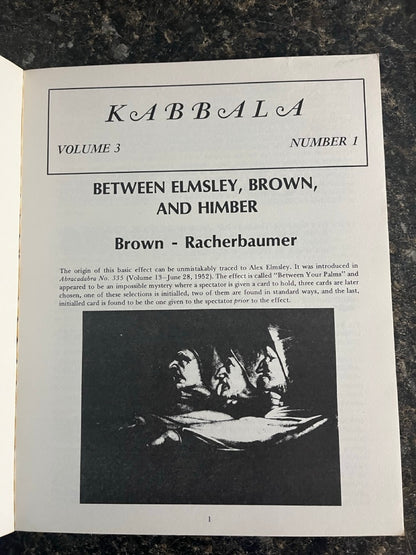 KABBALA
VOLUME 3
NUMBER 1
BETWEEN ELMSLEY, BROWN,
AND HIMBER
Brown - Racherbaumer
The origin of this basic effect can be unmistakably traced to Alex Elmsley. It was introduced in
Abracadabra No. 335 (Volume 13—June 28, 1952). The effect is called "Between Your Palms" and
appeared to be an impossible mystery where a spectator is given a card to hold, three cards are later
chosen, one of these selections is initialled, two of them are found in standard ways, and the last,
initialled card is found to be the one given to the spectator prior to the effect.
1